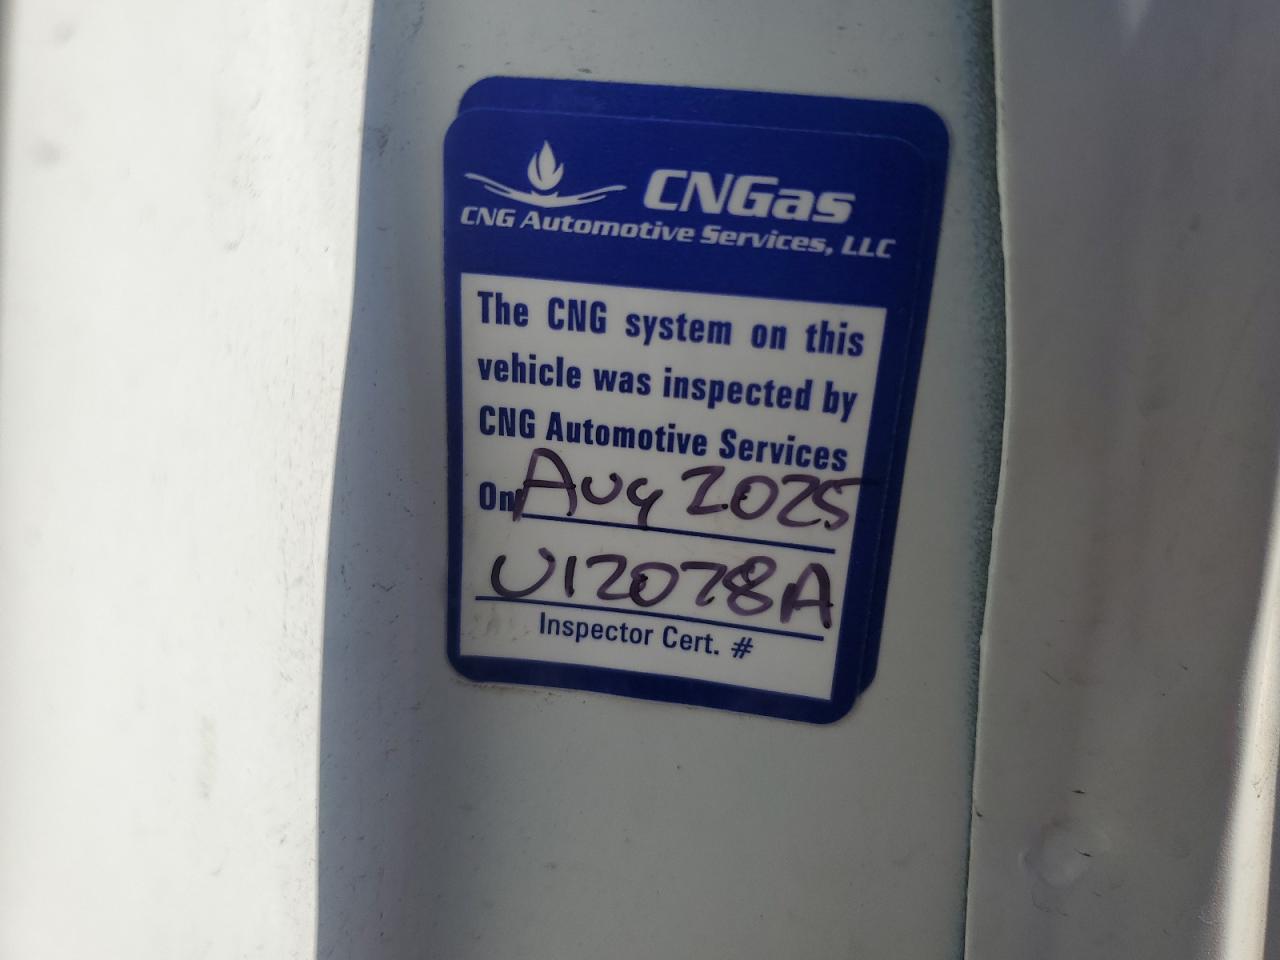 CNGas
CNG Automotive Services, LLC
The CNG system on this
vehicle was inspected by
CNG Automotive Services
On Aug 2025
U12078A
Inspector Cert. #